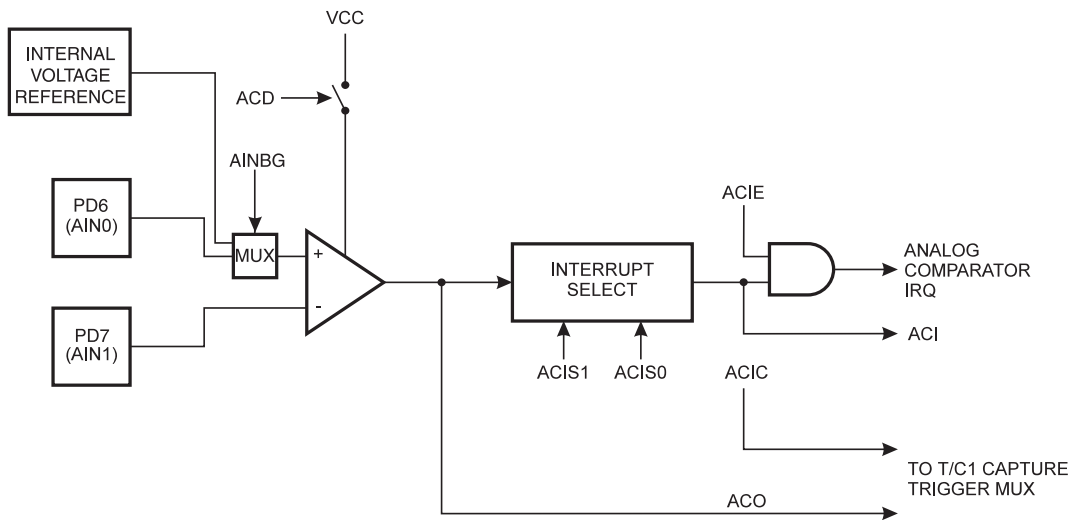 VCC
INTERNAL
VOLTAGE
REFERENCE
ACD
AINBG
PD6
(AIN0)
MUX
+
-
PD7
(AIN1)
INTERRUPT
SELECT
ACIS1
ACIS0
ACIE
ANALOG
COMPARATOR
IRQ
ACI
ACIC
TO T/C1 CAPTURE
TRIGGER MUX
ACO